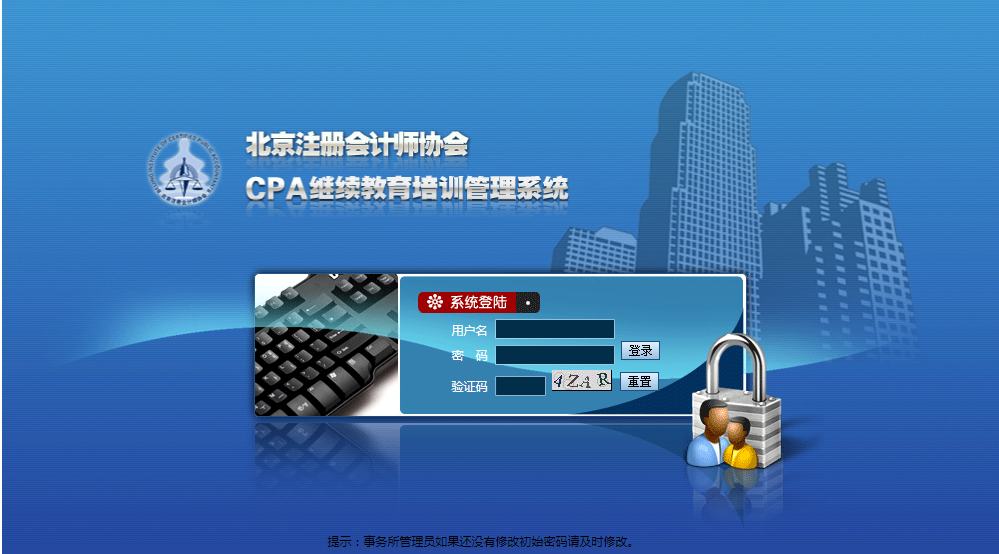 北京注册会计师协会
CPA继续教育培训管理系统
系统登陆
用户名
密 码
登录
验证码
4ZAR
重置
提示：事务所管理员如果还没有修改初始密码请及时修改。